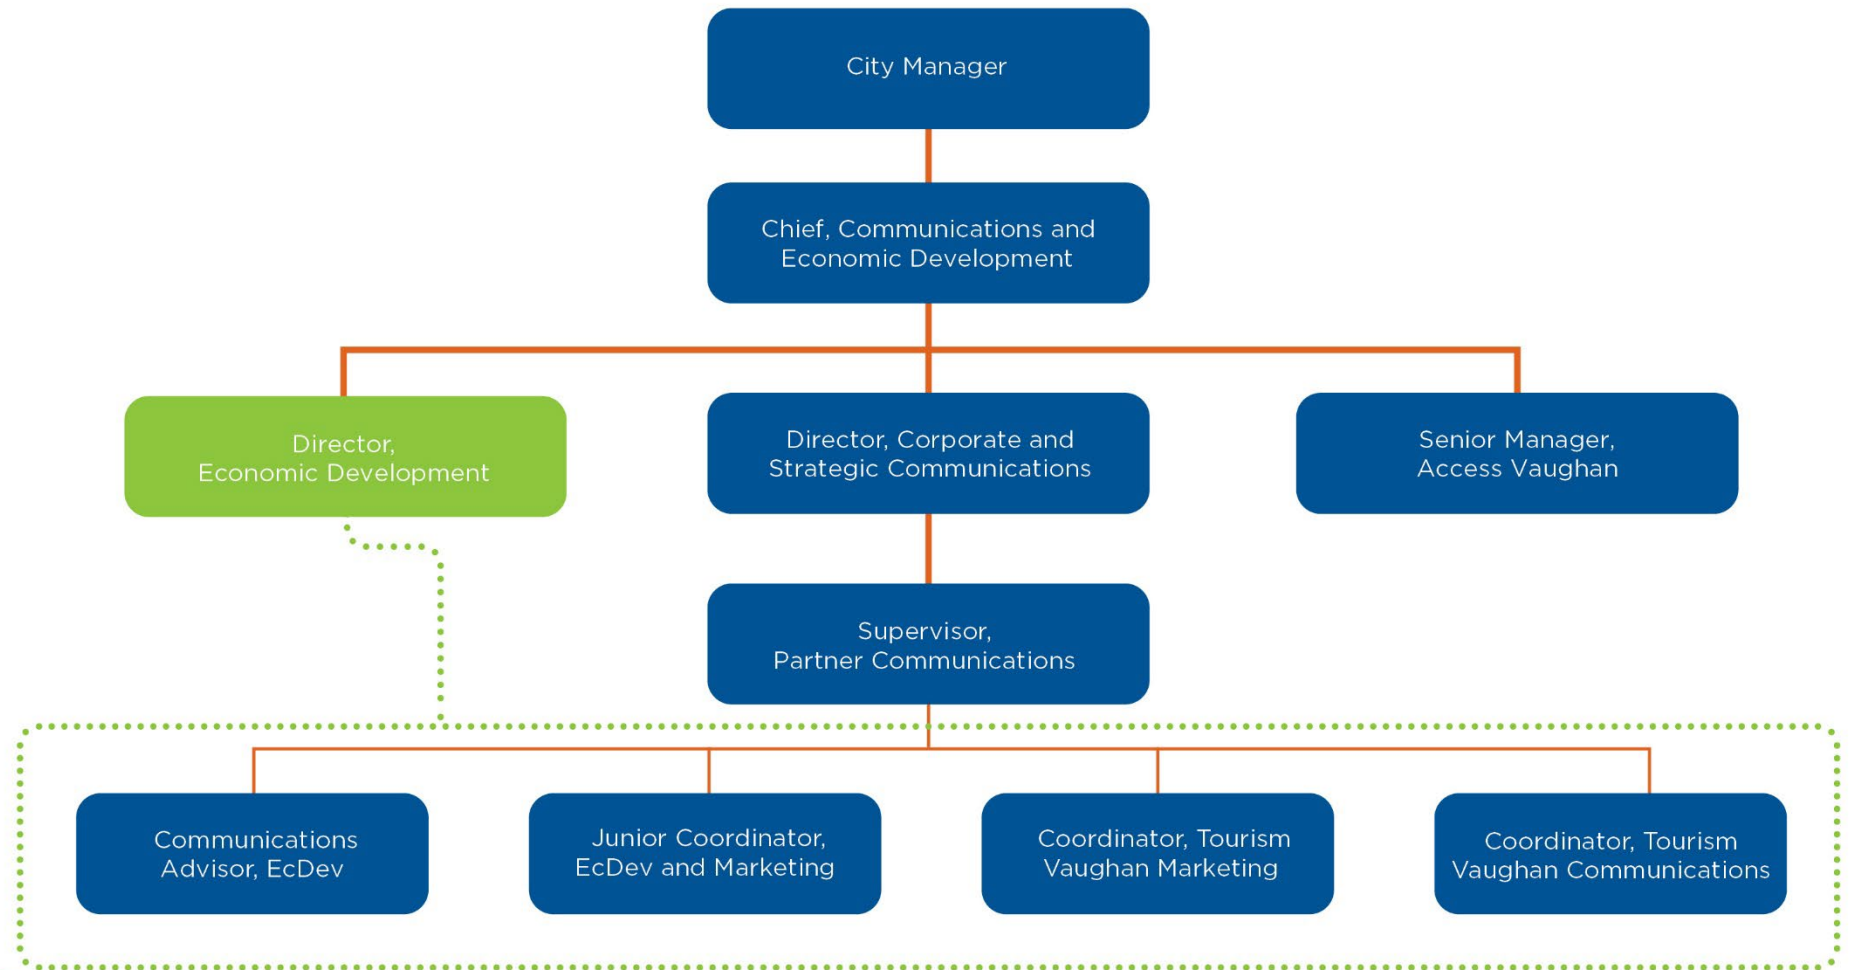 City Manager
Chief, Communications and
Economic Development
Director,
Economic Development
Director, Corporate and
Strategic Communications
Senior Manager,
Access Vaughan
Supervisor,
Partner Communications
Communications
Advisor, EcDev
Junior Coordinator,
EcDev and Marketing
Coordinator, Tourism
Vaughan Marketing
Coordinator, Tourism
Vaughan Communications